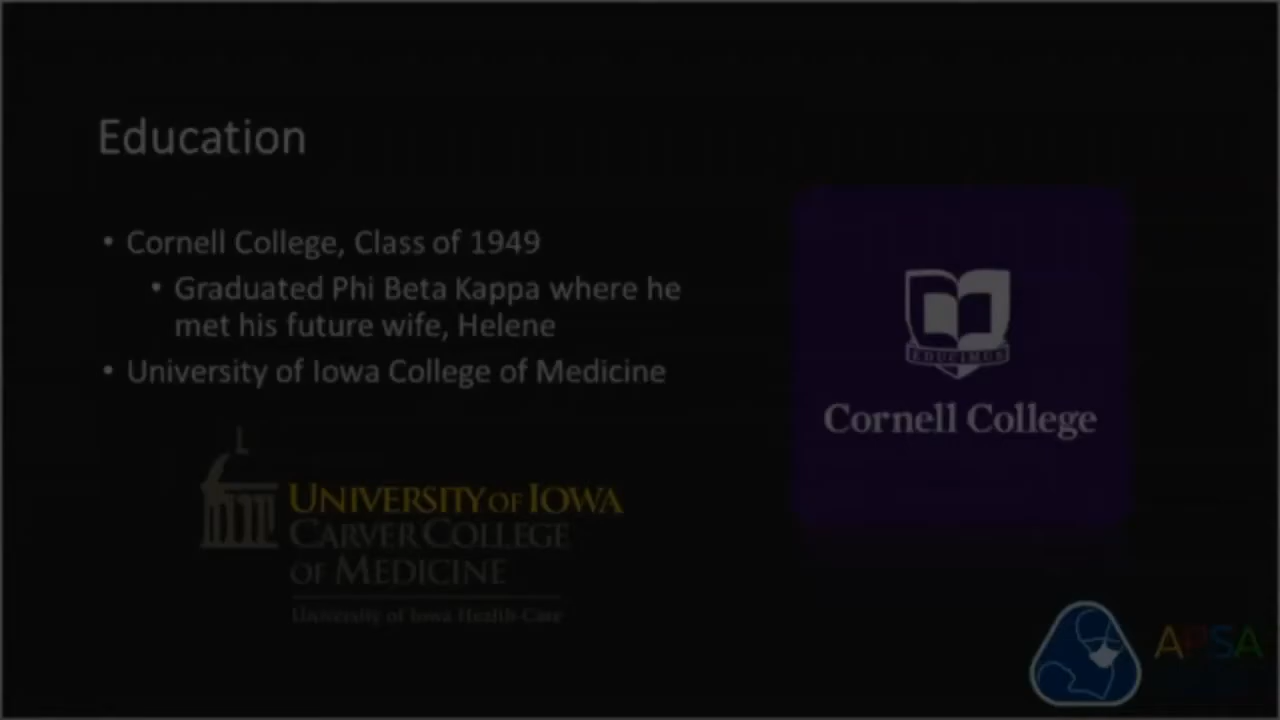 Education
• Cornell College, Class of 1949
• Graduated Phi Beta Kappa where he
met his future wife, Helene
• University of Iowa College of Medicine
UNIVERSITY OF IOWA
CARVER COLLEGE
OF MEDICINE
University of Iowa Health Care
EDUCIMUS
Cornell College
APSA